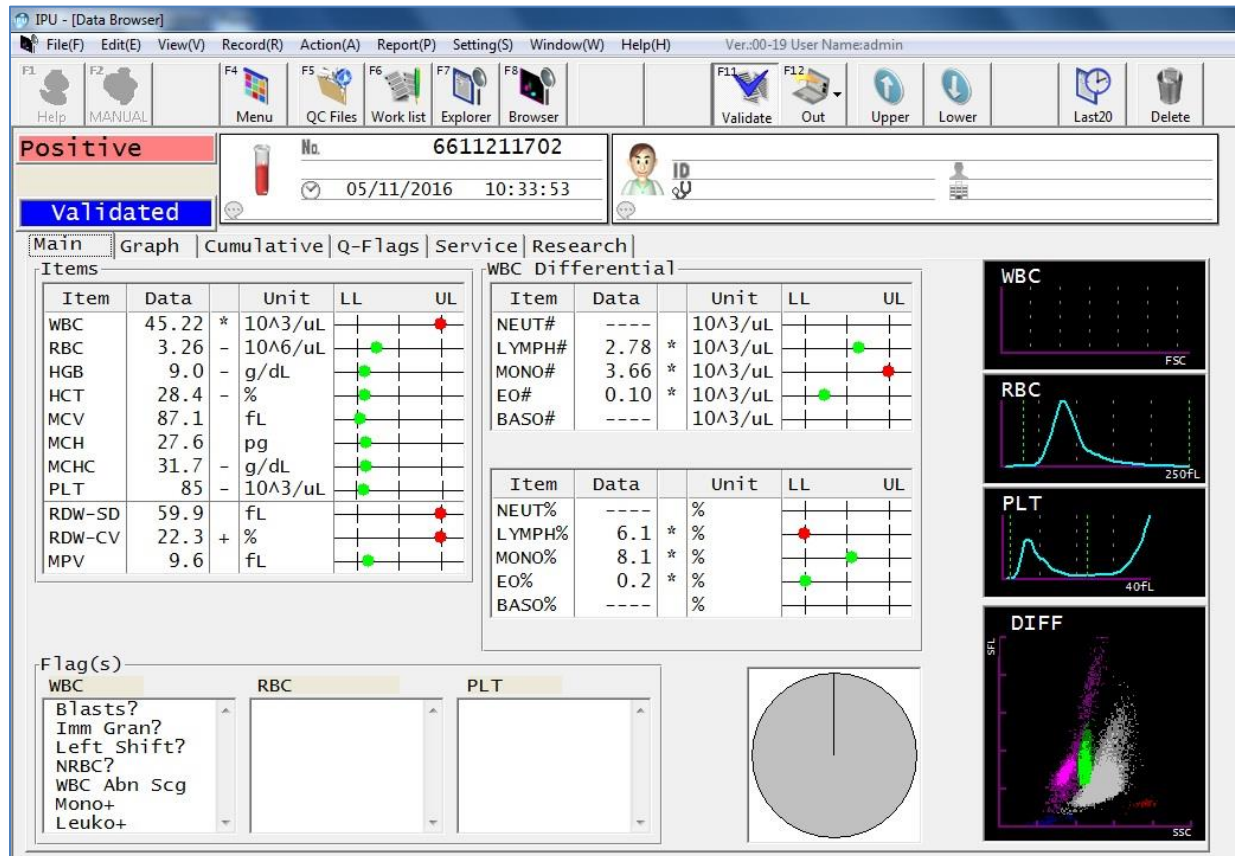 IPU - [Data Browser]
File(F) Edit(E) View(V) Record(R) Action(A) Report(P) Setting(S) Window(W) Help(H) Ver.:00-19 User Name:admin
F1 F2 F4 F5 F6 F7 F8 F11 F12
Help MANUAL Menu QC Files Work list Explorer Browser Validate Out Upper Lower Last20 Delete
Positive
No. 6611211702
ID
05/11/2016 10:33:53
Validated
Main Graph Cumulative Q-Flags Service Research
Items
Item Data Unit LL UL
WBC 45.22 * 10^3/uL
RBC 3.26 - 10^6/uL
HGB 9.0 - g/dL
HCT 28.4 - %
MCV 87.1 fL
MCH 27.6 pg
MCHC 31.7 - g/dL
PLT 85 - 10^3/uL
RDW-SD 59.9 fL
RDW-CV 22.3 + %
MPV 9.6 fL
WBC Differential
Item Data Unit LL UL
NEUT# ---- 10^3/uL
LYMPH# 2.78 * 10^3/uL
MONO# 3.66 * 10^3/uL
EO# 0.10 * 10^3/uL
BASO# ---- 10^3/uL
Item Data Unit LL UL
NEUT% ---- %
LYMPH% 6.1 * %
MONO% 8.1 * %
EO% 0.2 * %
BASO% ---- %
WBC
FSC
RBC
250fL
PLT
40fL
DIFF
SFL
SSC
Flag(s)
WBC RBC PLT
Blasts?
Imm Gran?
Left Shift?
NRBC?
WBC Abn Scg
Mono+
Leuko+